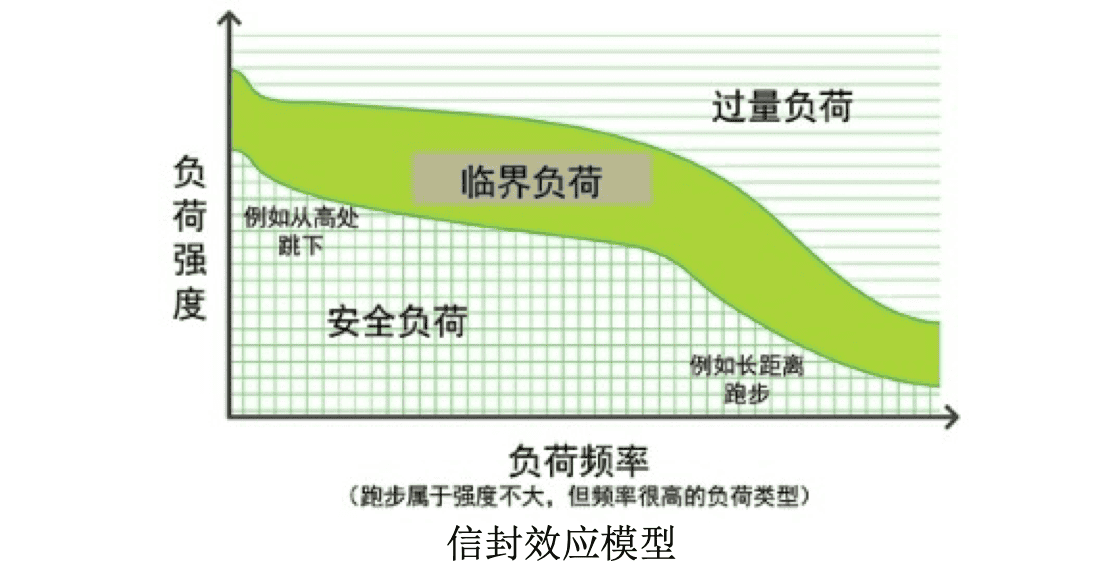 过量负荷
临界负荷
负荷强度
例如从高处
跳下
安全负荷
例如长距离
跑步
负荷频率
（跑步属于强度不大，但频率很高的负荷类型）
信封效应模型